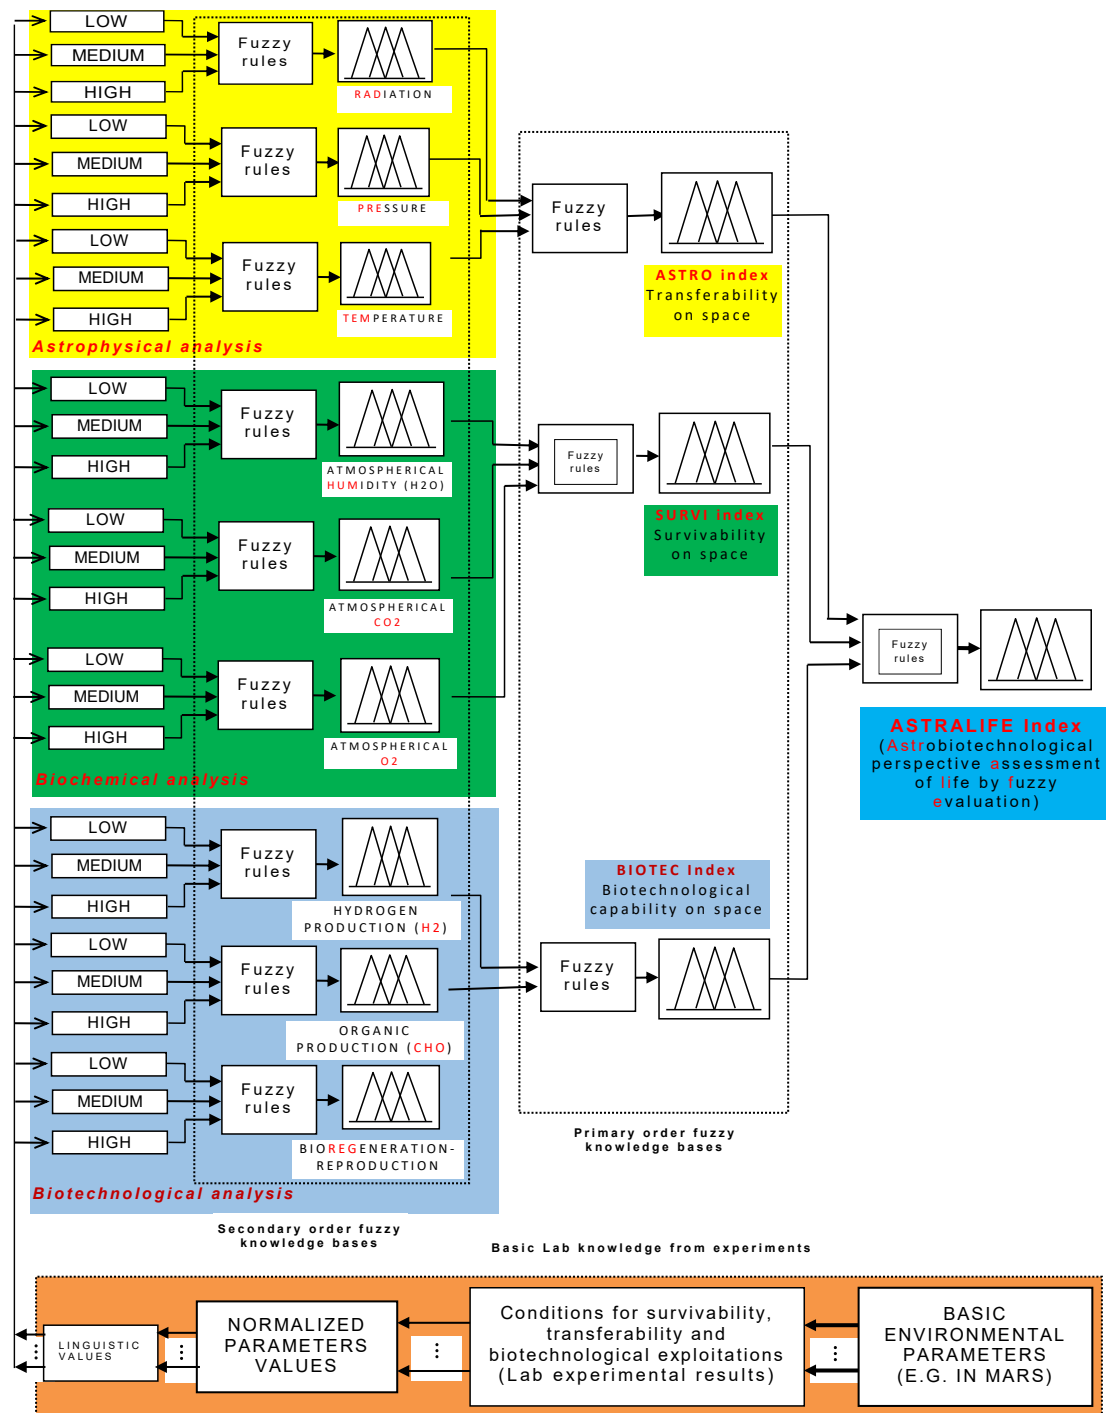 LOW
MEDIUM
HIGH
Fuzzy
rules
RADIATION
LOW
MEDIUM
HIGH
Fuzzy
rules
PRESSURE
LOW
MEDIUM
HIGH
Fuzzy
rules
TEMPERATURE
Astrophysical analysis
Fuzzy
rules
ASTRO index
Transferability
on space
LOW
MEDIUM
HIGH
Fuzzy
rules
ATMOSPHERICAL
HUMIDITY (H2O)
LOW
MEDIUM
HIGH
Fuzzy
rules
ATMOSPHERICAL
CO2
LOW
MEDIUM
HIGH
Fuzzy
rules
ATMOSPHERICAL
O2
Biochemical analysis
Fuzzy
rules
SURVI index
Survivability
on space
Fuzzy
rules
ASTRALIFE Index
(Astrobiotechnological
perspective assessment
of life by fuzzy
evaluation)
LOW
MEDIUM
HIGH
Fuzzy
rules
HYDROGEN
PRODUCTION (H2)
LOW
MEDIUM
HIGH
Fuzzy
rules
ORGANIC
PRODUCTION (CHO)
LOW
MEDIUM
HIGH
Fuzzy
rules
BIOREGENERATION-
REPRODUCTION
Biotechnological analysis
BIOTEC Index
Biotechnological
capability on space
Fuzzy
rules
Primary order fuzzy
knowledge bases
Secondary order fuzzy
knowledge bases
Basic Lab knowledge from experiments
LINGUISTIC
VALUES
NORMALIZED
PARAMETERS
VALUES
Conditions for survivability,
transferability and
biotechnological exploitations
(Lab experimental results)
BASIC
ENVIRONMENTAL
PARAMETERS
(E.G. IN MARS)